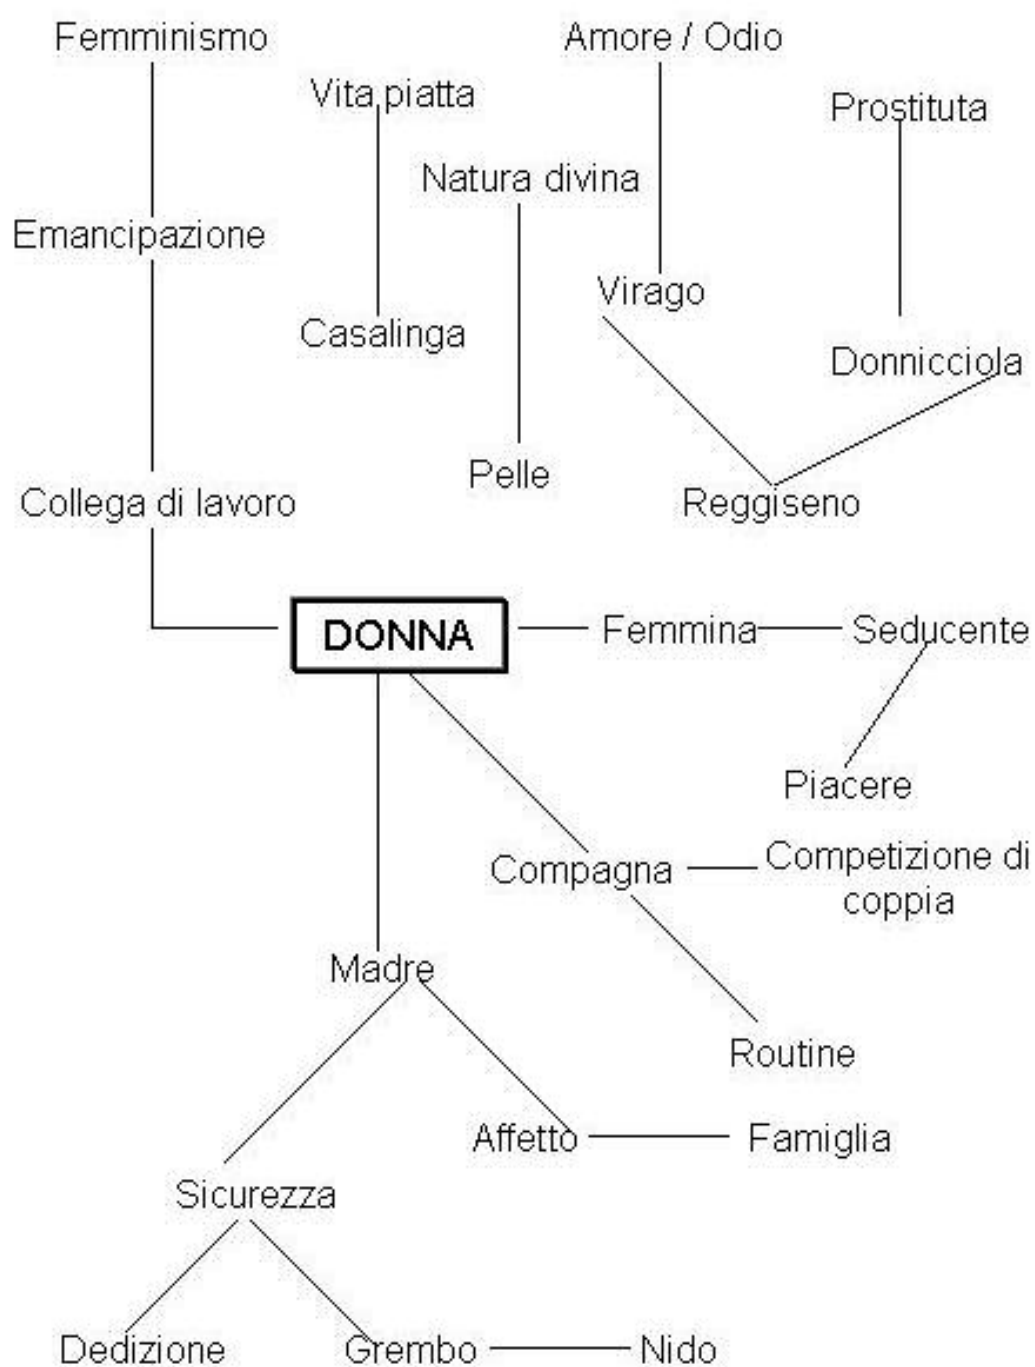 Femminismo
Amore / Odio
Vita piatta
Prostituta
Natura divina
Emancipazione
Virago
Casalinga
Donnicciola
Pelle
Collega di lavoro
Reggiseno
DONNA
Femmina
Seducente
Piacere
Compagna
Competizione di
coppia
Madre
Routine
Affetto
Famiglia
Sicurezza
Dedizione
Grembo
Nido